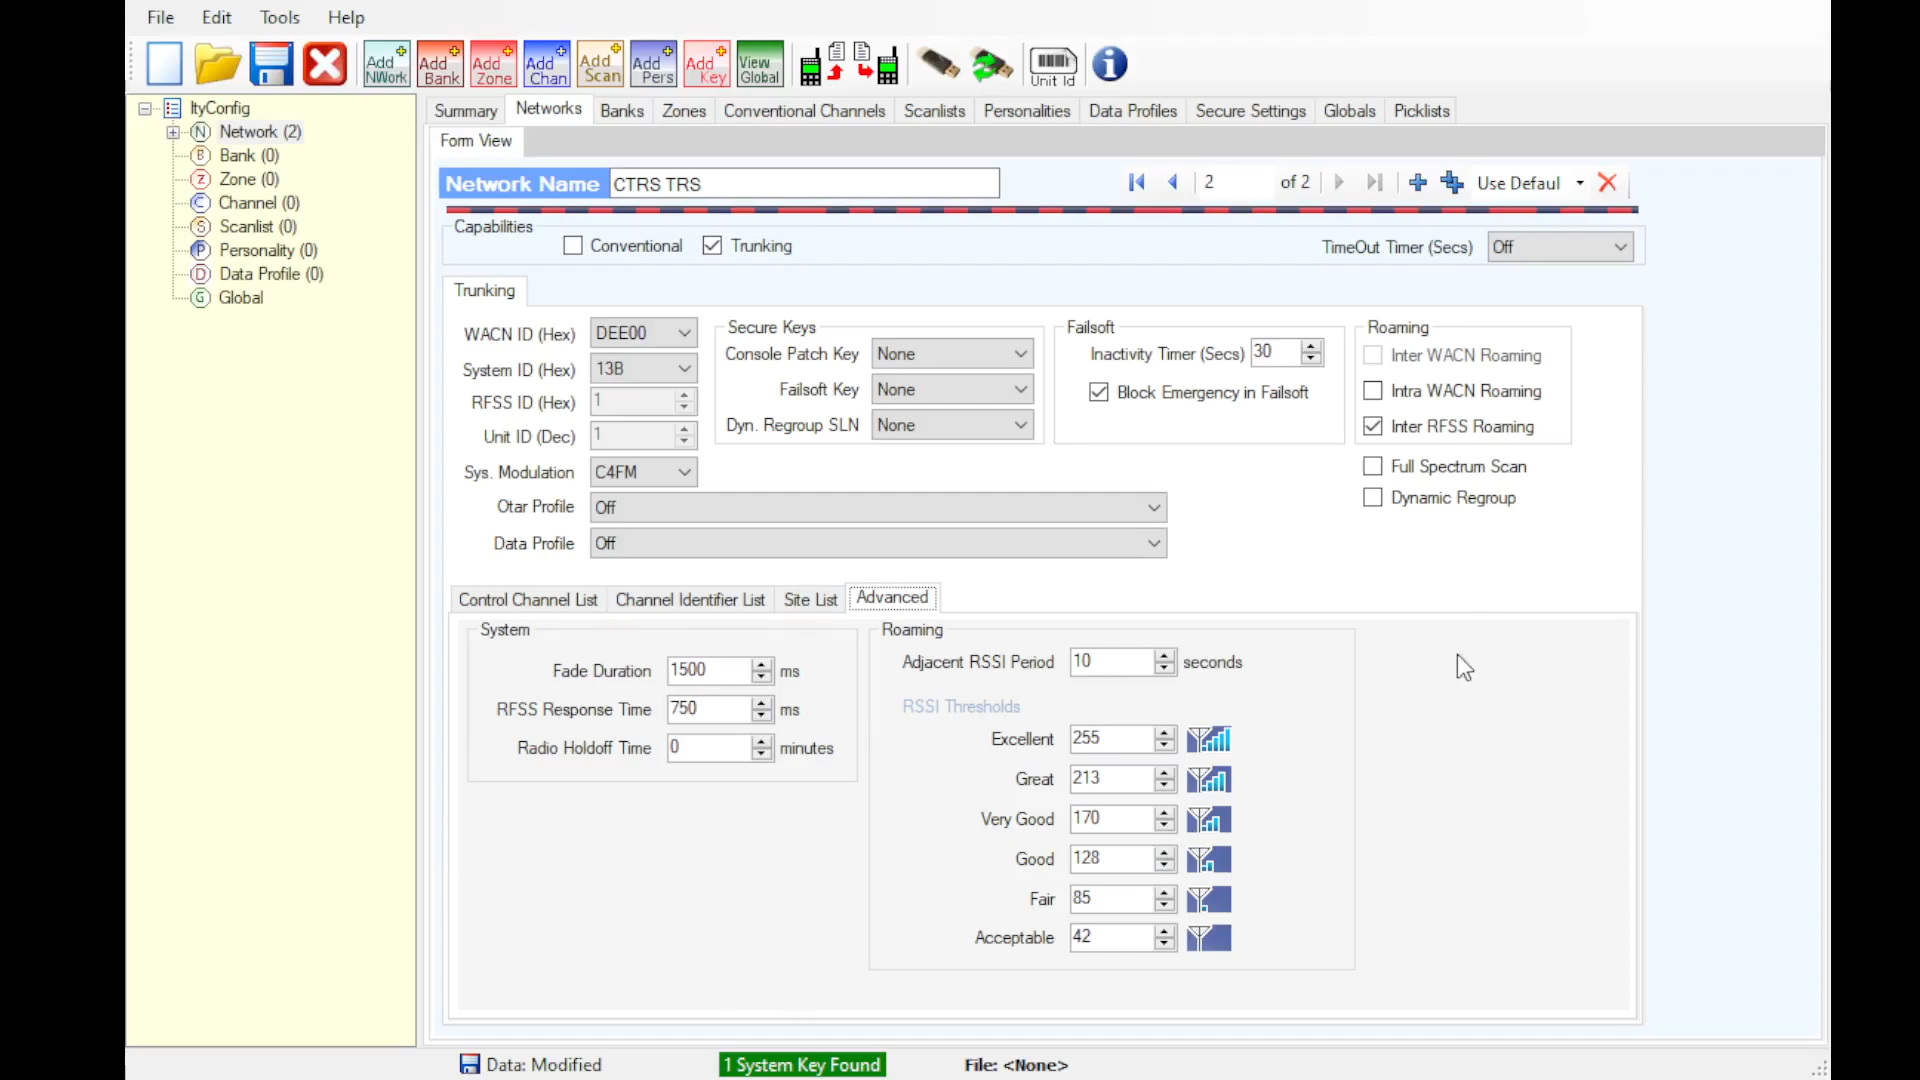 File Edit Tools Help
Add NWork Add Bank Add Zone Add Chan Add Scan Add Pers Add Key View Global Unit Id
ltyConfig
Network (2)
Bank (0)
Zone (0)
Channel (0)
Scanlist (0)
Personality (0)
Data Profile (0)
Global
Summary Networks Banks Zones Conventional Channels Scanlists Personalities Data Profiles Secure Settings Globals Picklists
Form View
Network Name CTRS TRS 2 of 2 Use Defaul
Capabilities
Conventional Trunking TimeOut Timer (Secs) Off
Trunking
WACN ID (Hex) DEE00
System ID (Hex) 13B
RFSS ID (Hex) 1
Unit ID (Dec) 1
Sys. Modulation C4FM
Otar Profile Off
Data Profile Off
Secure Keys
Console Patch Key None
Failsoft Key None
Dyn. Regroup SLN None
Failsoft
Inactivity Timer (Secs) 30
Block Emergency in Failsoft
Roaming
Inter WACN Roaming
Intra WACN Roaming
Inter RFSS Roaming
Full Spectrum Scan
Dynamic Regroup
Control Channel List Channel Identifier List Site List Advanced
System
Fade Duration 1500 ms
RFSS Response Time 750 ms
Radio Holdoff Time 0 minutes
Roaming
Adjacent RSSI Period 10 seconds
RSSI Thresholds
Excellent 255
Great 213
Very Good 170
Good 128
Fair 85
Acceptable 42
Data: Modified 1 System Key Found File: <None>